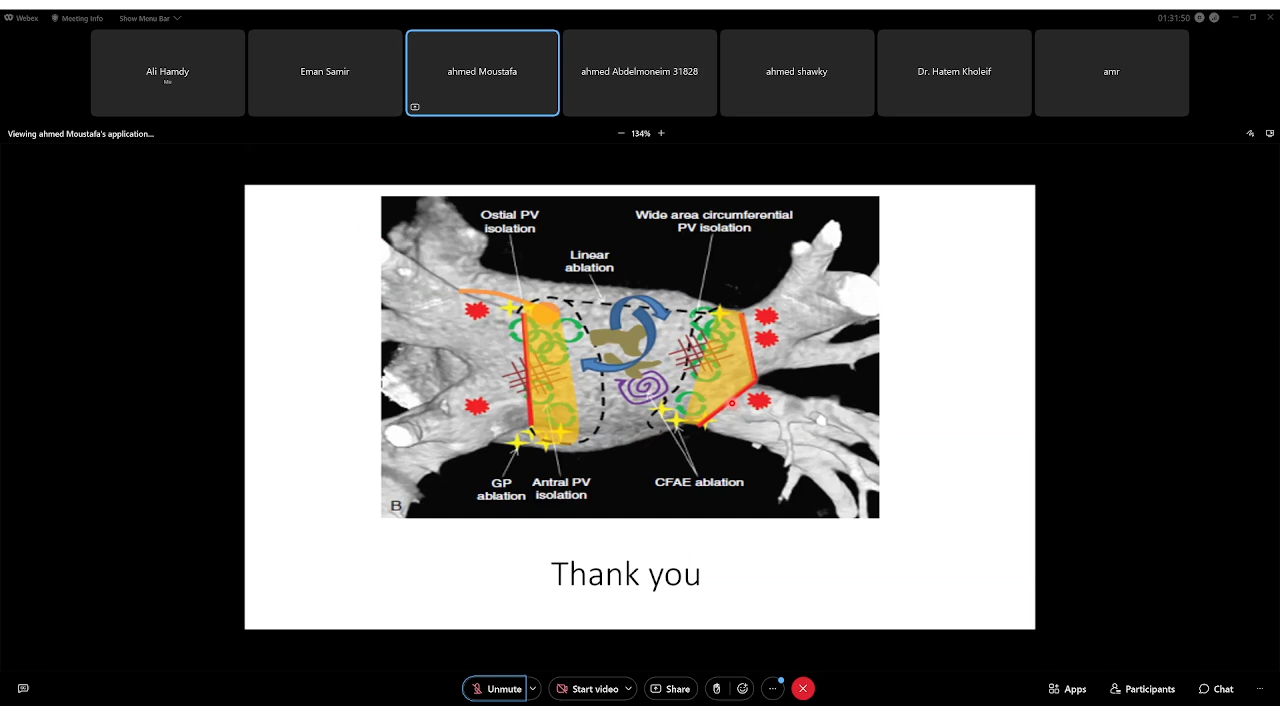 Webex
Meeting Info
Show Menu Bar
01:31:50
Ali Hamdy
Me
Eman Samir
ahmed Moustafa
ahmed Abdelmoneim 31828
ahmed shawky
Dr. Hatem Kholeif
amr
Viewing ahmed Moustafa's application...
134%
Ostial PV
isolation
Wide area circumferential
PV isolation
Linear
ablation
GP
ablation
Antral PV
isolation
CFAE ablation
B
Thank you
Unmute
Start video
Share
Apps
Participants
Chat